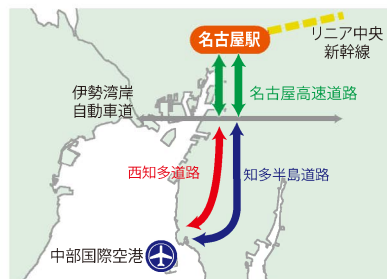 名古屋駅
リニア中央
新幹線
伊勢湾岸
自動車道
名古屋高速道路
西知多道路
知多半島道路
中部国際空港